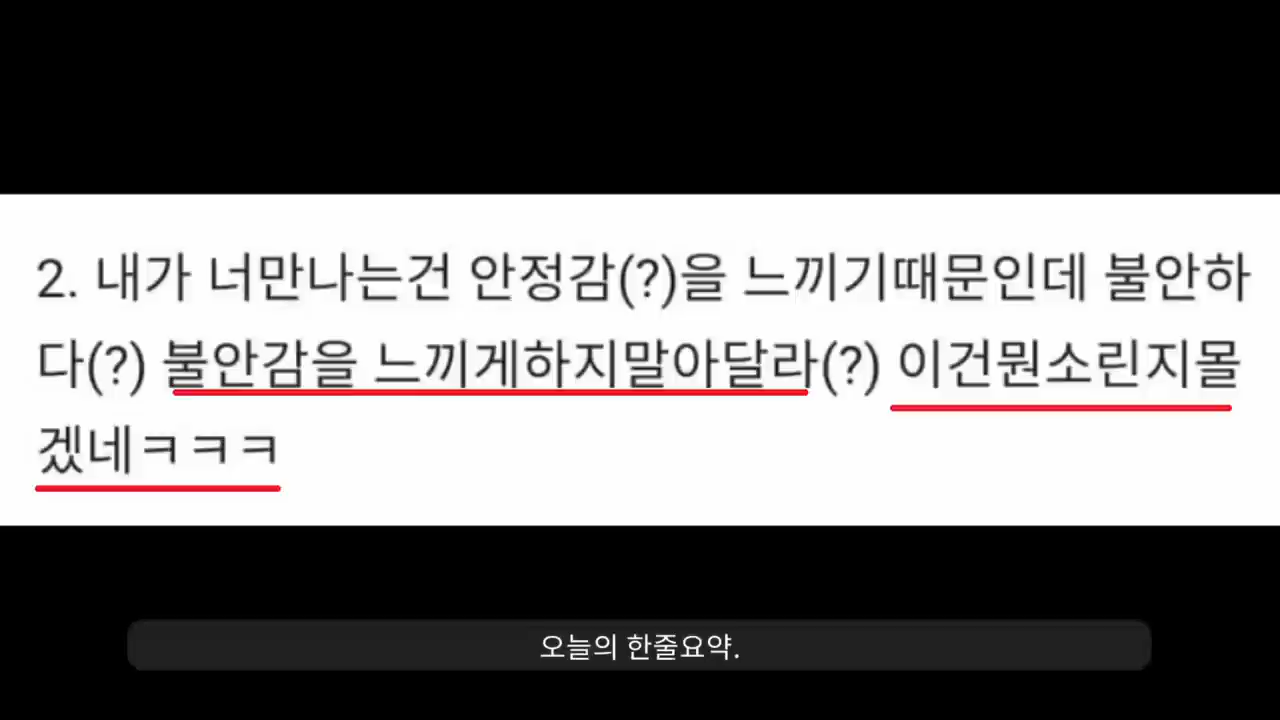 2. 내가 너만나는건 안정감(?)을 느끼기때문인데 불안하
다(?) 불안감을 느끼게하지말아달라(?) 이건뭔소린지몰
겠네ㅋㅋㅋ
오늘의 한줄요약.